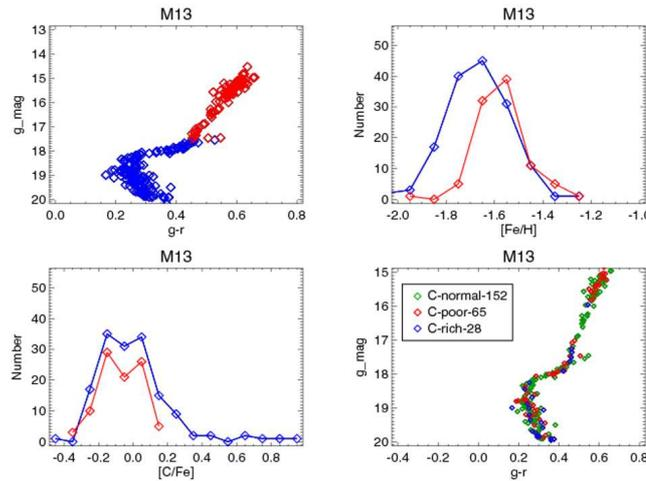 M13
13
14
15
16
17
18
19
20
g_mag
0.0 0.2 0.4 0.6 0.8
g-r
M13
50
40
30
20
10
0
Number
-2.0 -1.8 -1.6 -1.4 -1.2 -1.0
[Fe/H]
M13
50
40
30
20
10
0
Number
-0.4 -0.2 0.0 0.2 0.4 0.6 0.8
[C/Fe]
M13
15
16
17
18
19
20
g_mag
C-normal-152
C-poor-65
C-rich-28
-0.4 -0.2 0.0 0.2 0.4 0.6 0.8
g-r